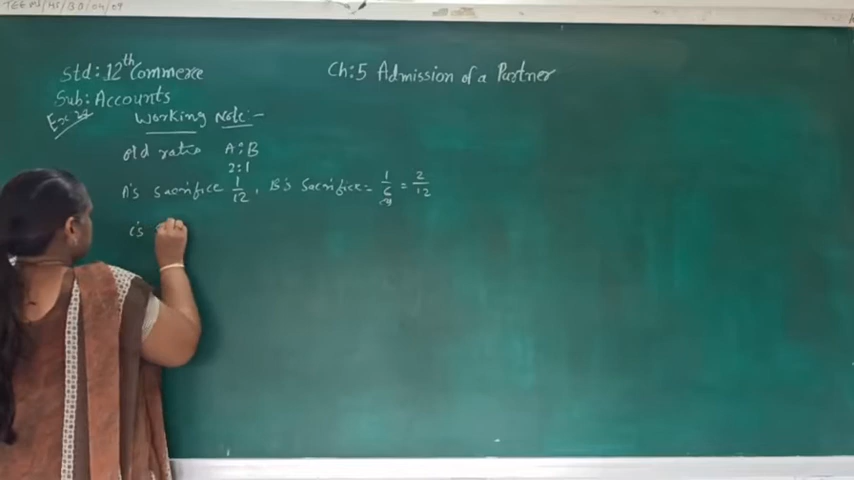 Std: 12th Commerce
Ch:5 Admission of a Partner
Sub: Accounts
Working Note:-
old ratio A:B
2:1
A's Sacrifice 1/12, B's Sacrifice = 1/6 = 2/12
C's